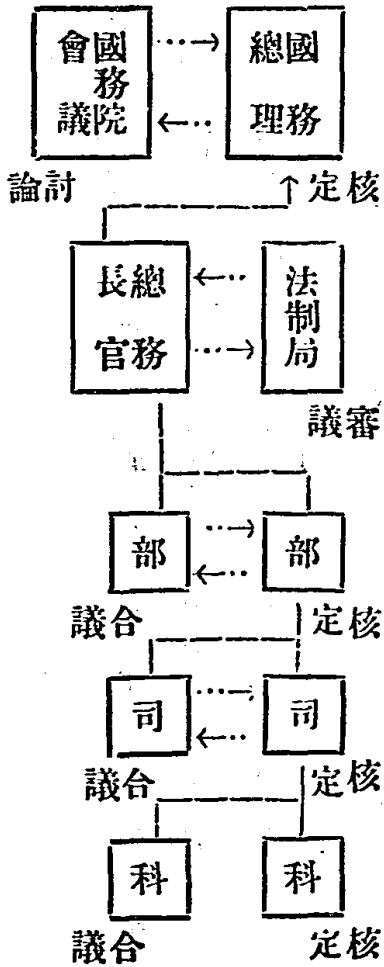 國務
總理
國務院
會議
核定
討論
法制局
總務
長官
審議
部
部
核定
合議
司
司
核定
合議
科
科
核定
合議